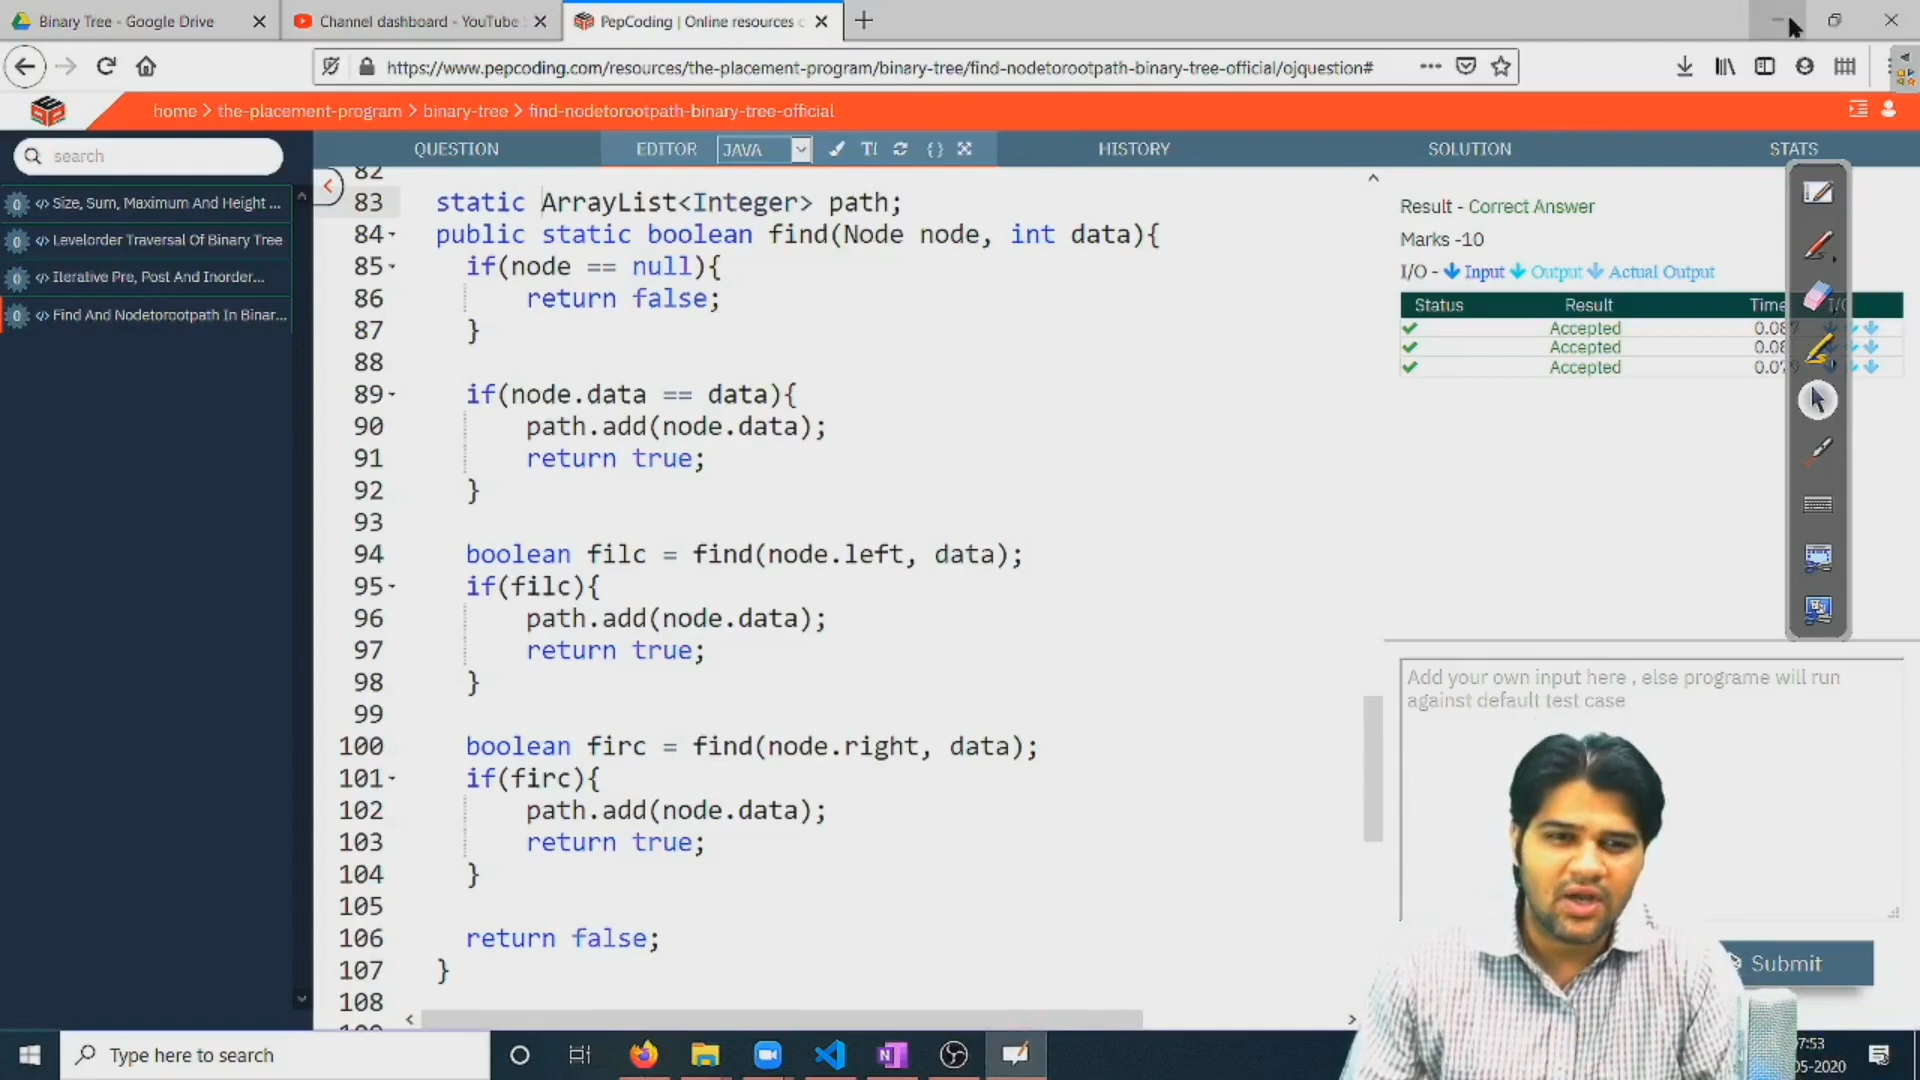 Binary Tree - Google Drive
Channel dashboard - YouTube
PepCoding | Online resources
https://www.pepcoding.com/resources/the-placement-program/binary-tree/find-nodetorootpath-binary-tree-official/ojquestion#
home > the-placement-program > binary-tree > find-nodetorootpath-binary-tree-official
search
QUESTION
EDITOR
JAVA
HISTORY
SOLUTION
STATS
0 </> Size, Sum, Maximum And Height ...
0 </> Levelorder Traversal Of Binary Tree
0 </> Iterative Pre, Post And Inorder...
0 </> Find And Nodetorootpath In Binar...
82
83 static ArrayList<Integer> path;
84 public static boolean find(Node node, int data){
85 if(node == null){
86 return false;
87 }
88
89 if(node.data == data){
90 path.add(node.data);
91 return true;
92 }
93
94 boolean filc = find(node.left, data);
95 if(filc){
96 path.add(node.data);
97 return true;
98 }
99
100 boolean firc = find(node.right, data);
101 if(firc){
102 path.add(node.data);
103 return true;
104 }
105
106 return false;
107 }
108
Result - Correct Answer
Marks -10
I/O - Input Output Actual Output
Status Result Time
Accepted
Accepted
Accepted
Add your own input here , else programe will run
against default test case
Submit
Type here to search